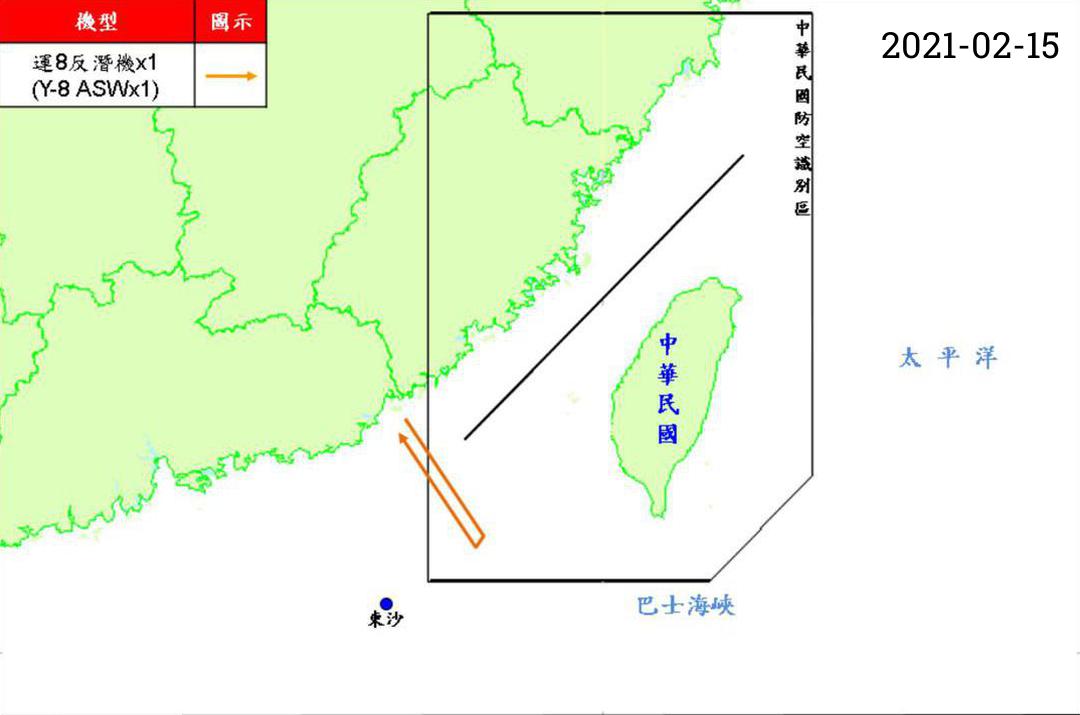 機型 圖示
運8反潛機x1
(Y-8 ASWx1)
2021-02-15
中華民國防空識別區
中華民國
太平洋
巴士海峽
東沙